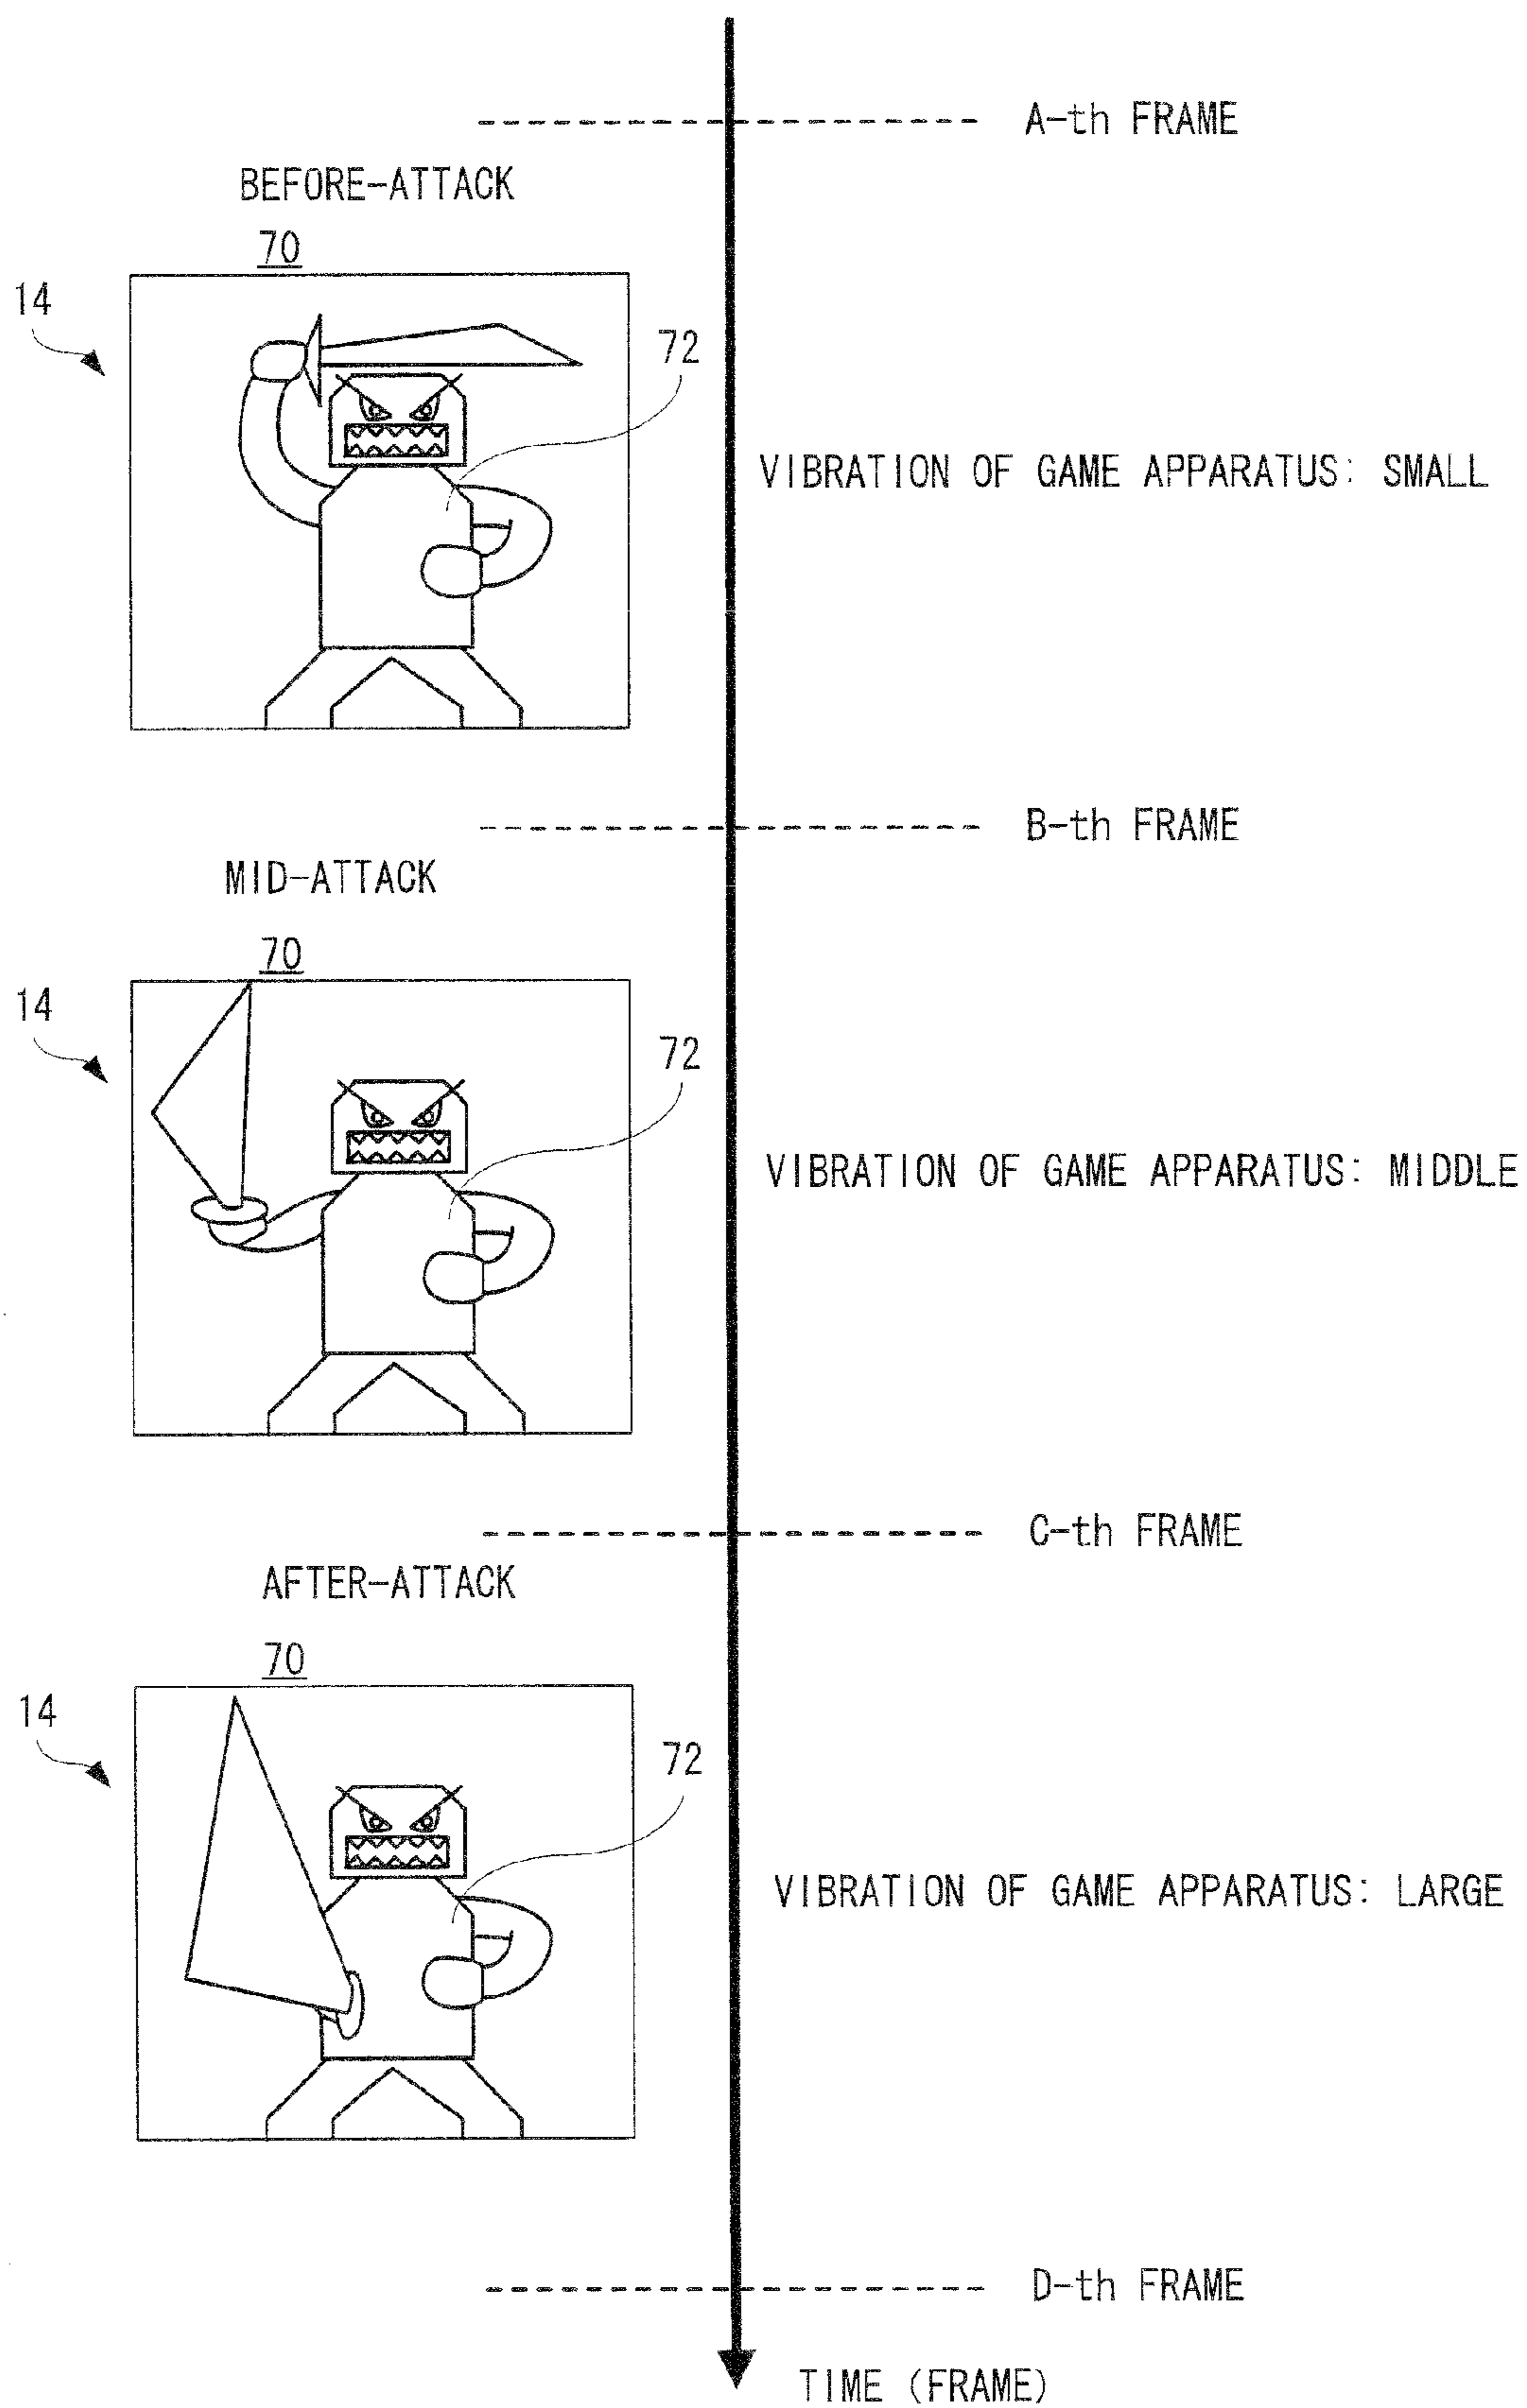 A-th FRAME
BEFORE-ATTACK
70
14
72
VIBRATION OF GAME APPARATUS: SMALL
B-th FRAME
MID-ATTACK
70
14
72
VIBRATION OF GAME APPARATUS: MIDDLE
C-th FRAME
AFTER-ATTACK
70
14
72
VIBRATION OF GAME APPARATUS: LARGE
D-th FRAME
TIME (FRAME)